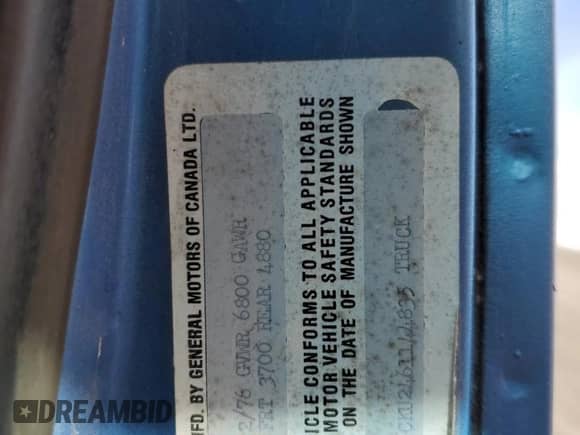 MFD. BY GENERAL MOTORS OF CANADA LTD.
2/76 GVWR 6800 GAWR
FRT 3700 REAR 4880
ICLE CONFORMS TO ALL APPLICABLE
MOTOR VEHICLE SAFETY STANDARDS
ON THE DATE OF MANUFACTURE SHOWN
TRUCK
DREAMBID